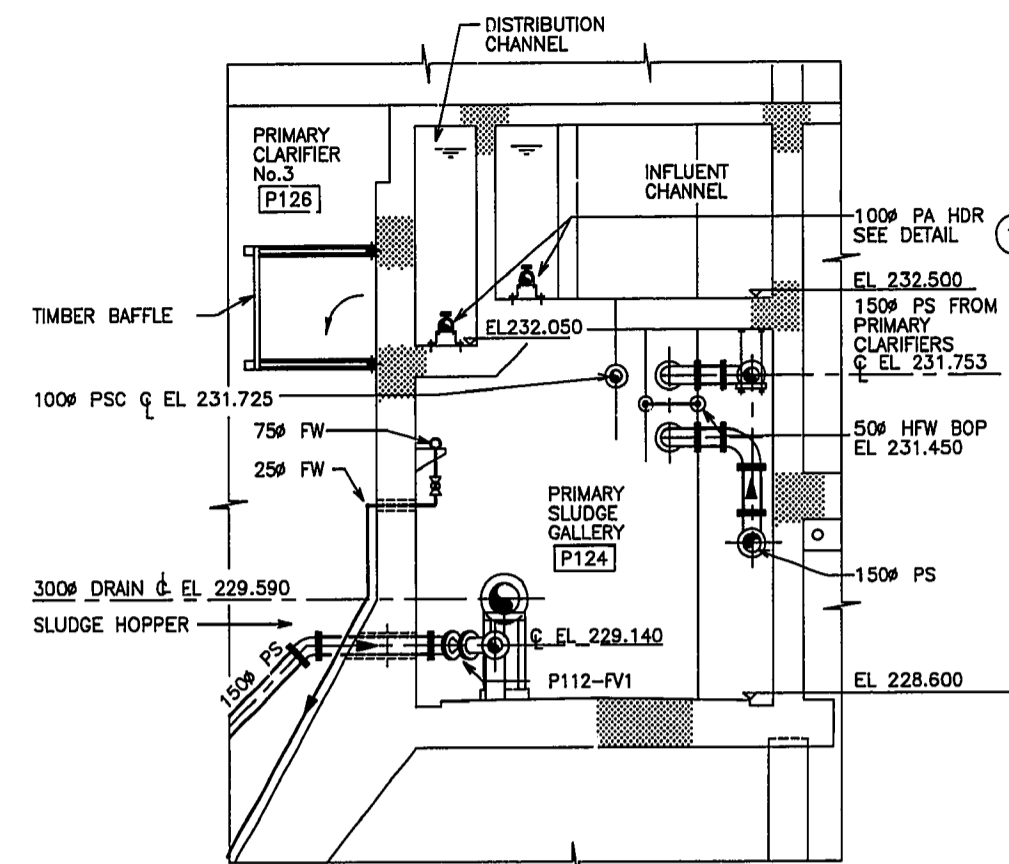 DISTRIBUTION
CHANNEL
PRIMARY
CLARIFIER
No.3
P126
INFLUENT
CHANNEL
100ø PA HDR
SEE DETAIL
EL 232.500
TIMBER BAFFLE
EL232.050
150ø PS FROM
PRIMARY
CLARIFIERS
℄ EL 231.753
100ø PSC ℄ EL 231.725
75ø FW
50ø HFW BOP
EL 231.450
25ø FW
PRIMARY
SLUDGE
GALLERY
P124
150ø PS
300ø DRAIN ℄ EL 229.590
SLUDGE HOPPER
℄ EL 229.140
150ø PS
P112-FV1
EL 228.600